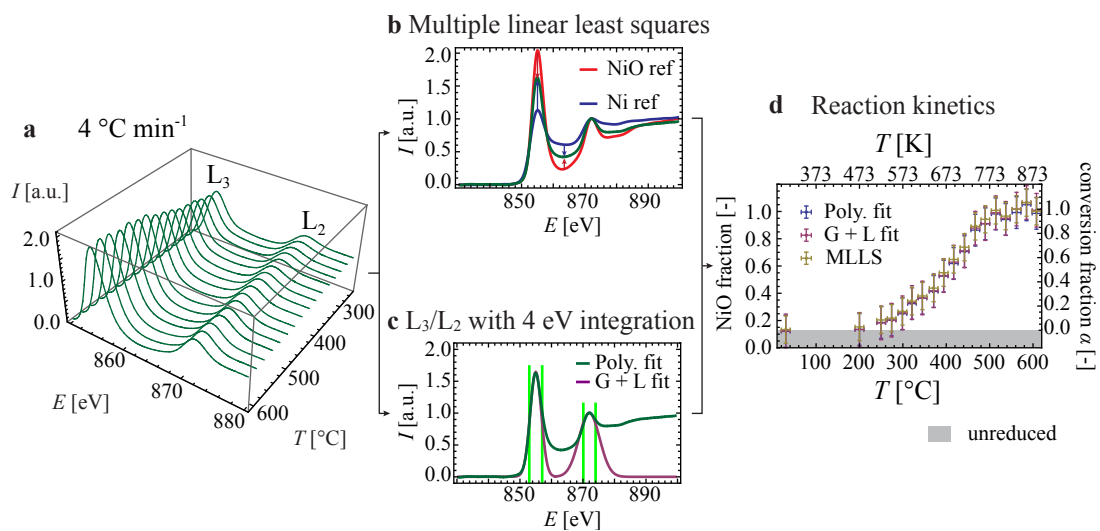 a 4 °C min⁻¹
I [a.u.]
L₃
L₂
2.0
1.0
0.0
860
870
880
E [eV]
300
400
500
600
T [°C]
b Multiple linear least squares
2.0
1.5
1.0
0.5
0.0
I [a.u.]
NiO ref
Ni ref
850 870 890
E [eV]
c L₃/L₂ with 4 eV integration
2.0
1.5
1.0
0.5
0.0
I [a.u.]
Poly. fit
G + L fit
850 870 890
E [eV]
d Reaction kinetics
T [K]
373 473 573 673 773 873
NiO fraction [-]
1.0
0.8
0.6
0.4
0.2
0.0
Poly. fit
G + L fit
MLLS
1.0
0.8
0.6
0.4
0.2
0.0
conversion fraction α [-]
100 200 300 400 500 600
T [°C]
unreduced